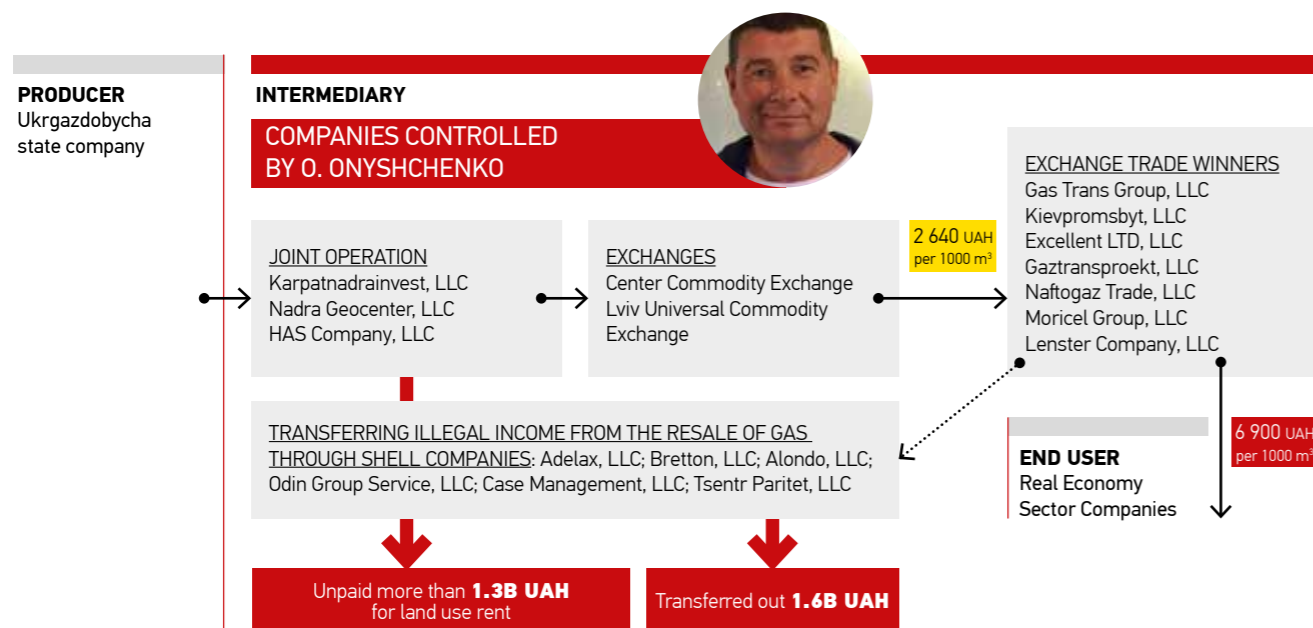 PRODUCER
Ukrgazdobycha
state company
INTERMEDIARY
COMPANIES CONTROLLED
BY O. ONYSHCHENKO
JOINT OPERATION
Karpatnadrainvest, LLC
Nadra Geocenter, LLC
HAS Company, LLC
EXCHANGES
Center Commodity Exchange
Lviv Universal Commodity
Exchange
2 640 UAH
per 1000 m³
EXCHANGE TRADE WINNERS
Gas Trans Group, LLC
Kievpromsbyt, LLC
Excellent LTD, LLC
Gaztransproekt, LLC
Naftogaz Trade, LLC
Moricel Group, LLC
Lenster Company, LLC
TRANSFERRING ILLEGAL INCOME FROM THE RESALE OF GAS
THROUGH SHELL COMPANIES: Adelax, LLC; Bretton, LLC; Alondo, LLC;
Odin Group Service, LLC; Case Management, LLC; Tsentr Paritet, LLC
END USER
Real Economy
Sector Companies
6 900 UAH
per 1000 m³
Unpaid more than 1.3B UAH
for land use rent
Transferred out 1.6B UAH